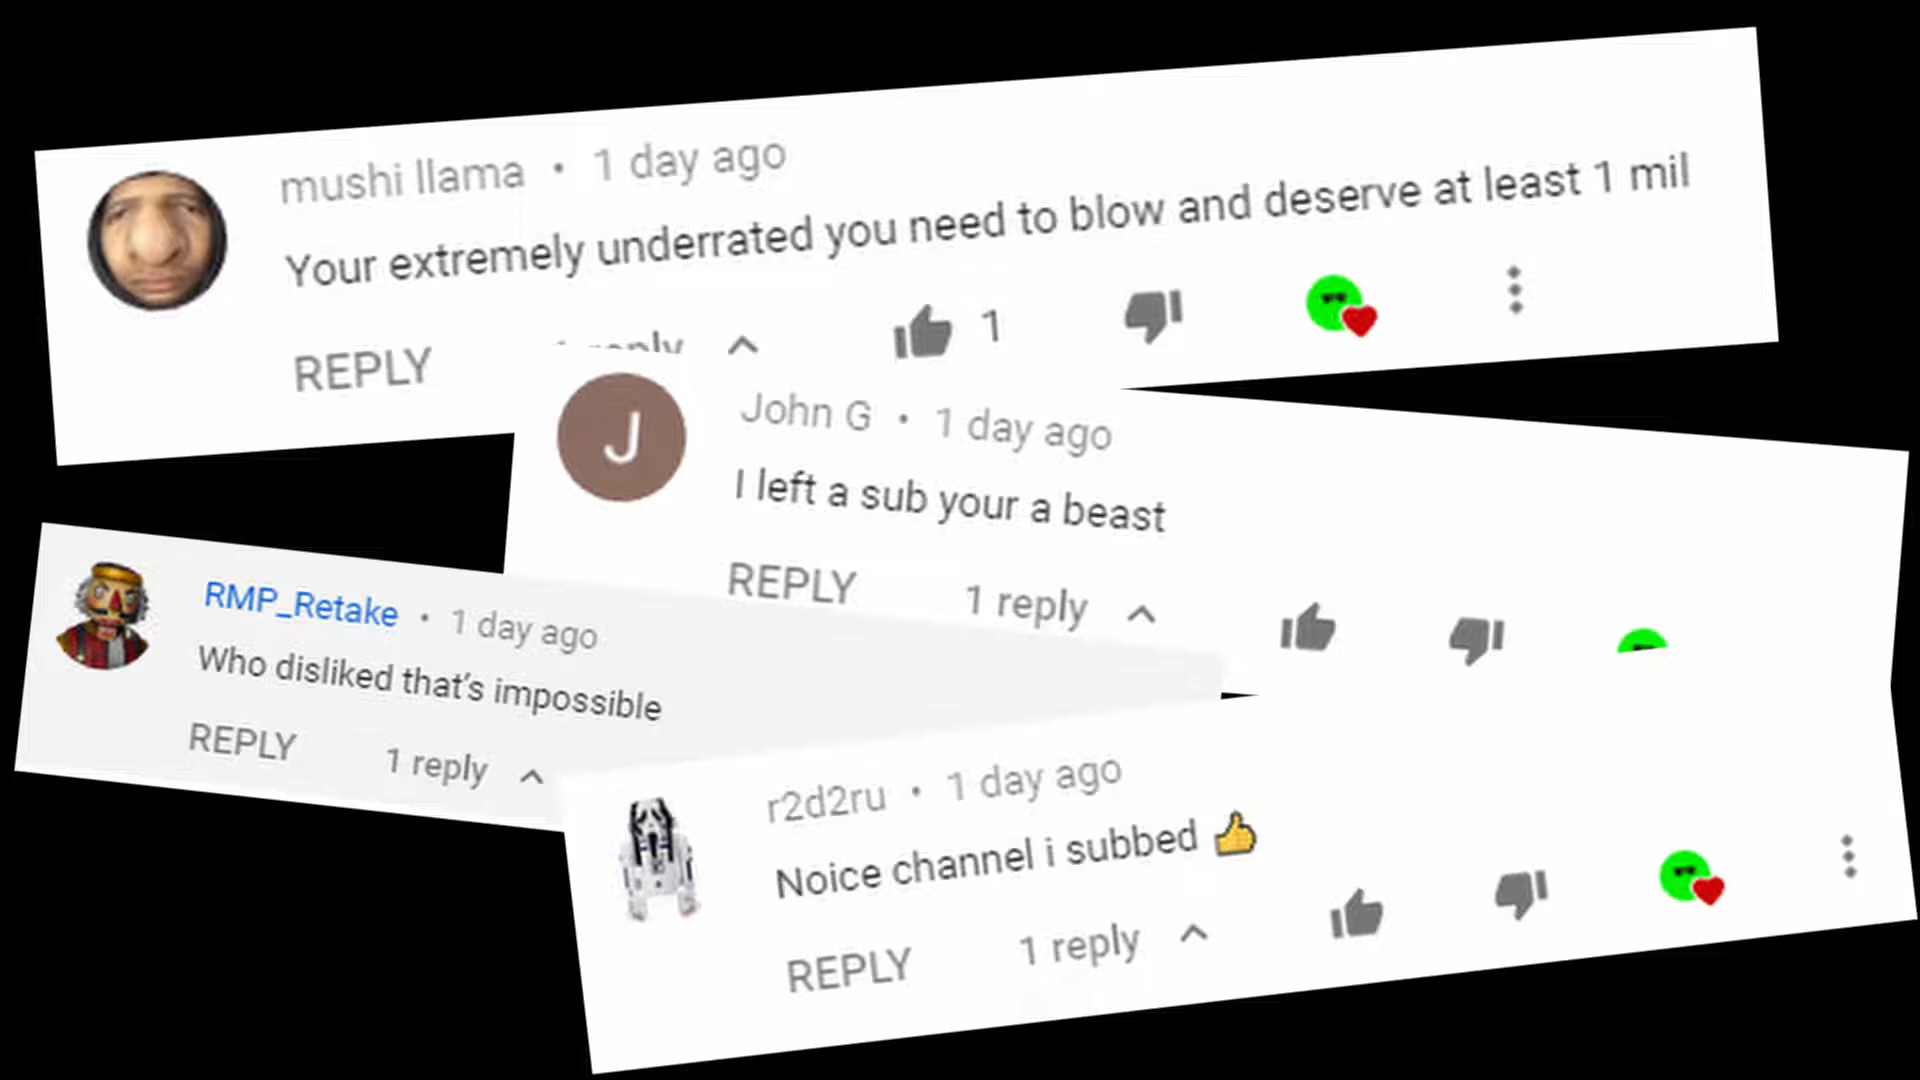 mushi llama • 1 day ago
Your extremely underrated you need to blow and deserve at least 1 mil
REPLY
reply
1
J
John G • 1 day ago
I left a sub your a beast
REPLY
1 reply
RMP_Retake • 1 day ago
Who disliked that's impossible
REPLY
1 reply
r2d2ru • 1 day ago
Noice channel i subbed 👍
REPLY
1 reply